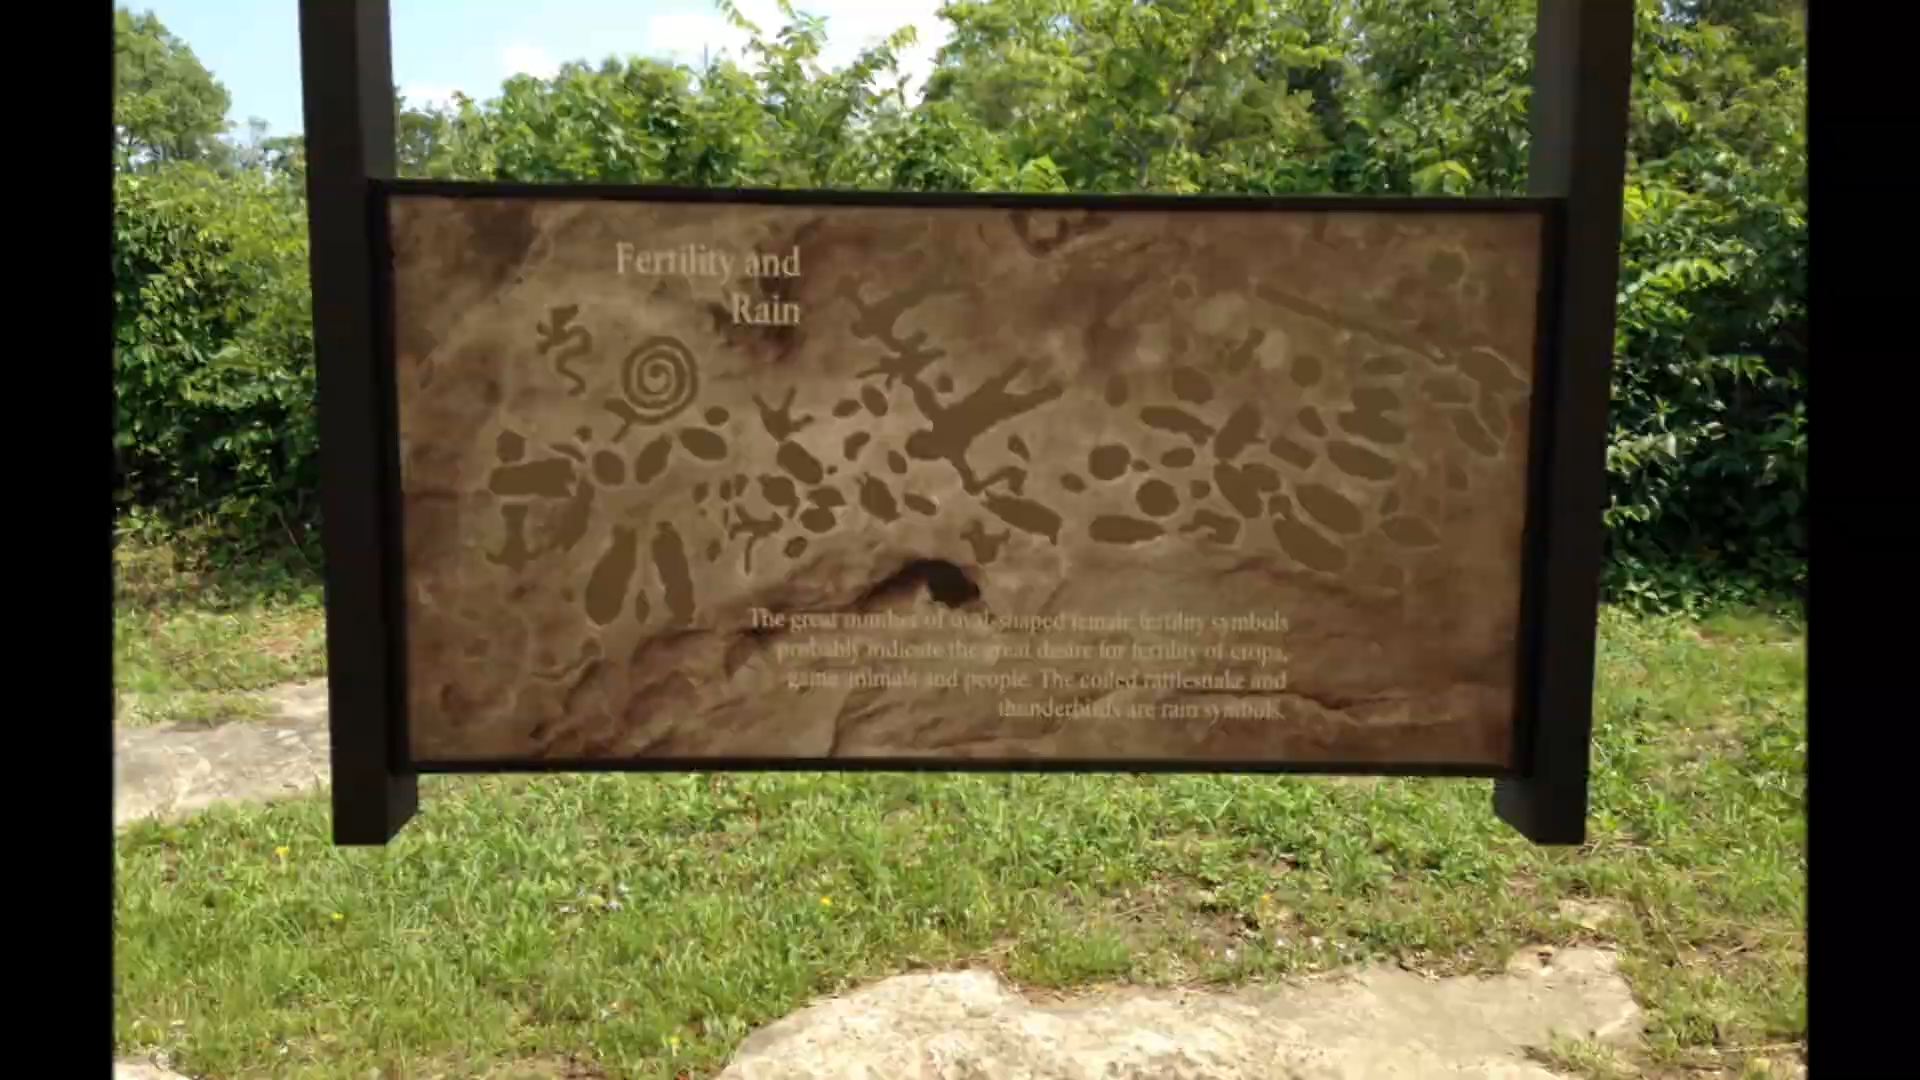 Fertility and
Rain
The great number of oval-shaped female fertility symbols
probably indicate the great desire for fertility of crops,
game animals and people. The coiled rattlesnake and
thunderbirds are rain symbols.